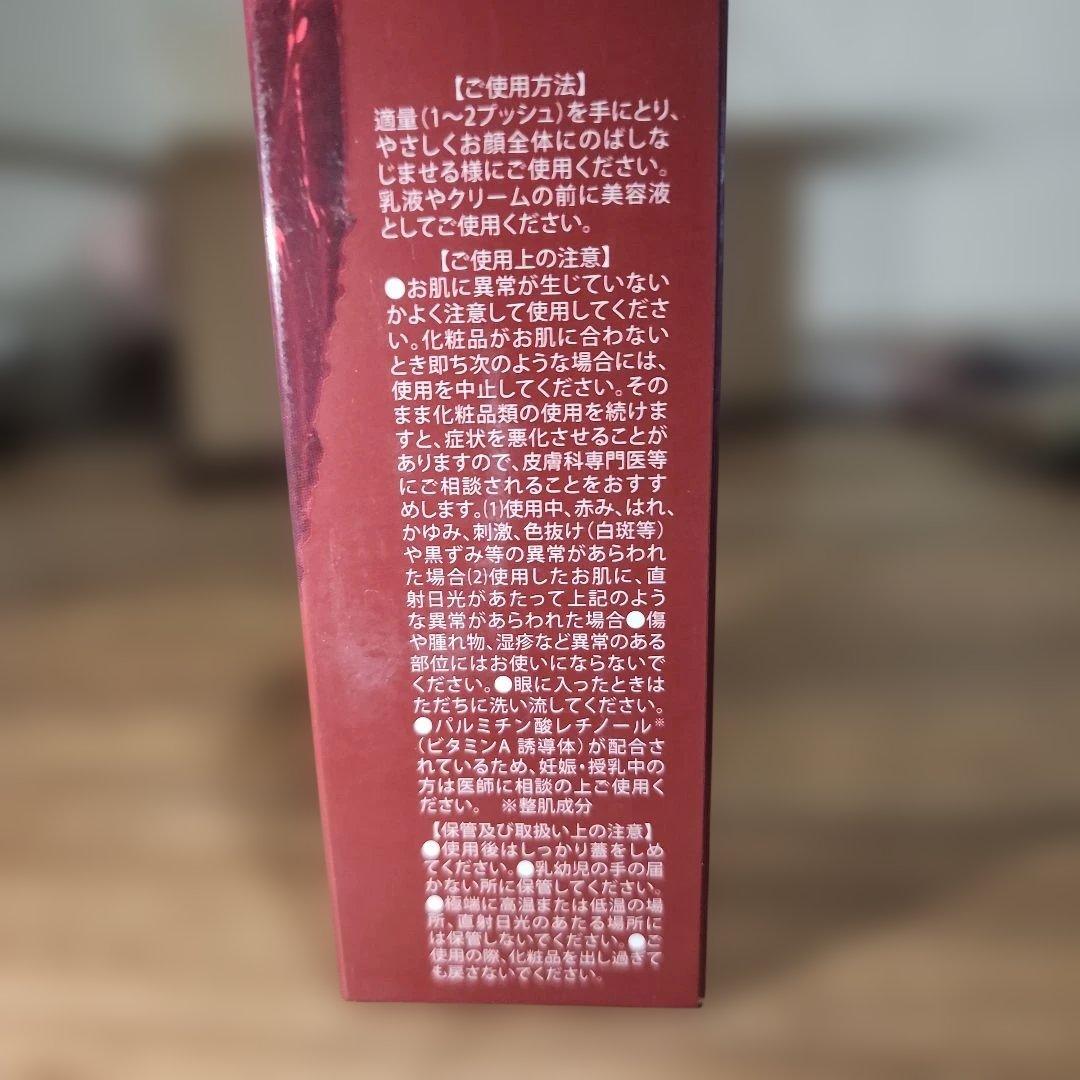 【ご使用方法】
適量(1〜2プッシュ)を手にとり、
やさしくお顔全体にのばしな
じませる様にご使用ください。
乳液やクリームの前に美容液
としてご使用ください。
【ご使用上の注意】
●お肌に異常が生じていない
かよく注意して使用してくださ
い。化粧品がお肌に合わない
とき即ち次のような場合には、
使用を中止してください。その
まま化粧品類の使用を続けま
すと、症状を悪化させることが
ありますので、皮膚科専門医等
にご相談されることをおすす
めします。(1)使用中、赤み、はれ、
かゆみ、刺激、色抜け(白斑等)
や黒ずみ等の異常があらわれ
た場合(2)使用したお肌に、直
射日光があたって上記のよう
な異常があらわれた場合●傷
や腫れ物、湿疹など異常のある
部位にはお使いにならないで
ください。●眼に入ったときは
ただちに洗い流してください。
●パルミチン酸レチノール※
(ビタミンA 誘導体)が配合さ
れているため、妊娠・授乳中の
方は医師に相談の上ご使用く
ださい。 ※整肌成分
【保管及び取扱い上の注意】
●使用後はしっかり蓋をしめ
てください。●乳幼児の手の届
かない所に保管してください。
●極端に高温または低温の場
所、直射日光のあたる場所に
は保管しないでください。●ご
使用の際、化粧品を出し過ぎて
も戻さないでください。